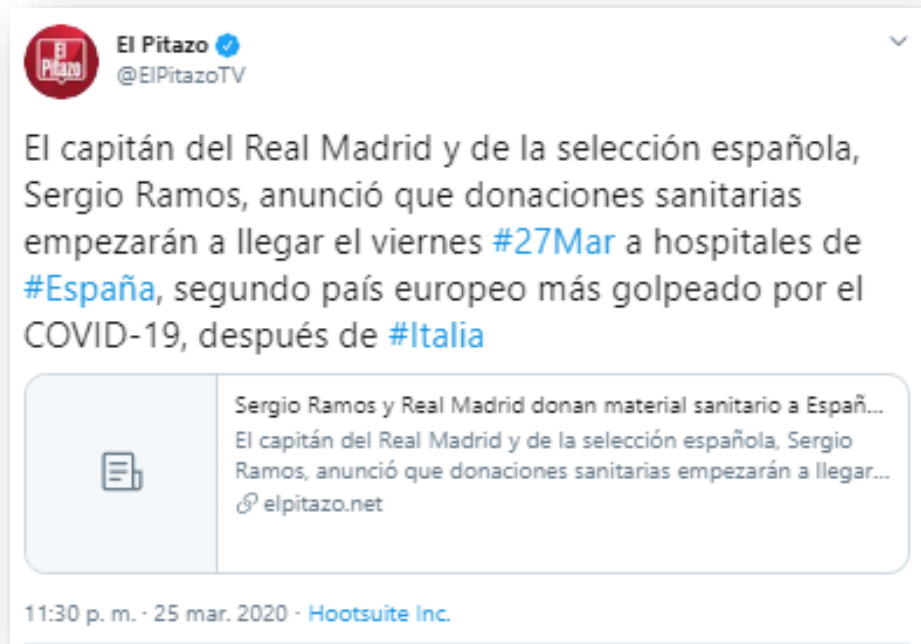 El Pitazo
El Pitazo
@ElPitazoTV
El capitán del Real Madrid y de la selección española,
Sergio Ramos, anunció que donaciones sanitarias
empezarán a llegar el viernes #27Mar a hospitales de
#España, segundo país europeo más golpeado por el
COVID-19, después de #Italia
Sergio Ramos y Real Madrid donan material sanitario a Españ...
El capitán del Real Madrid y de la selección española, Sergio
Ramos, anunció que donaciones sanitarias empezarán a llegar...
elpitazo.net
11:30 p. m. · 25 mar. 2020 · Hootsuite Inc.